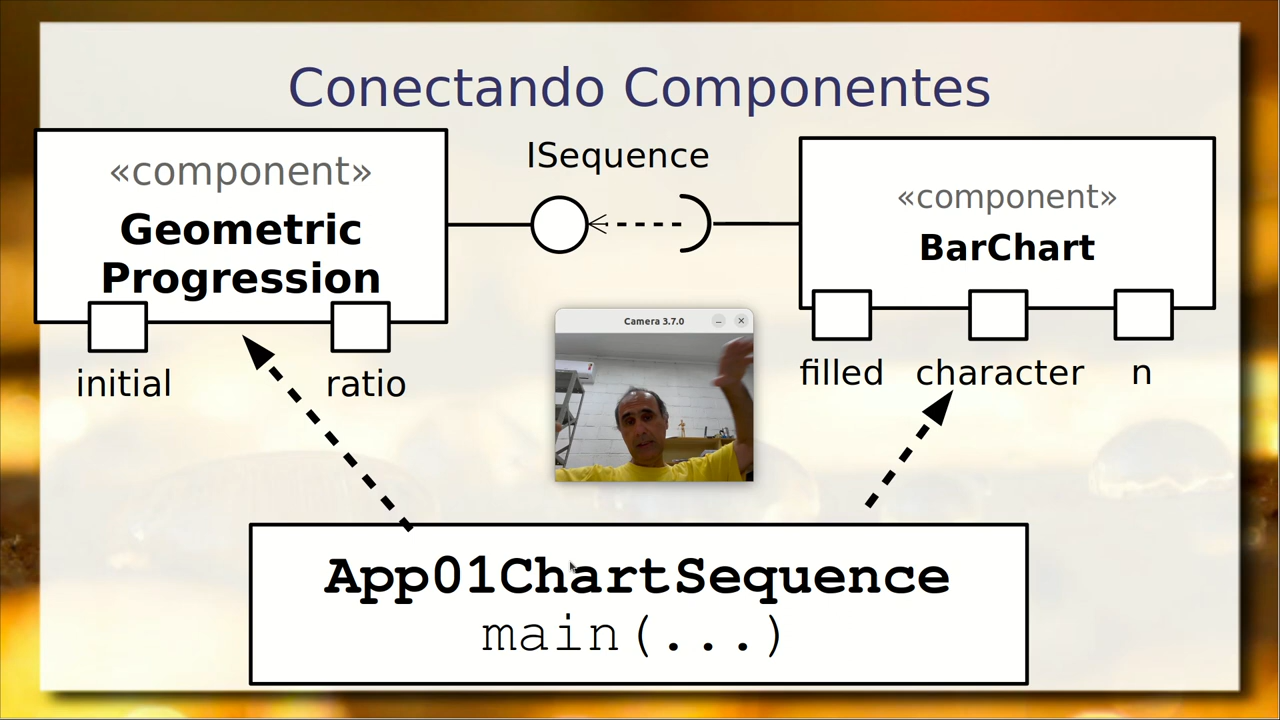 Conectando Componentes
«component»
Geometric
Progression
initial
ratio
ISequence
«component»
BarChart
filled
character
n
Camera 3.7.0
App01ChartSequence
main(...)